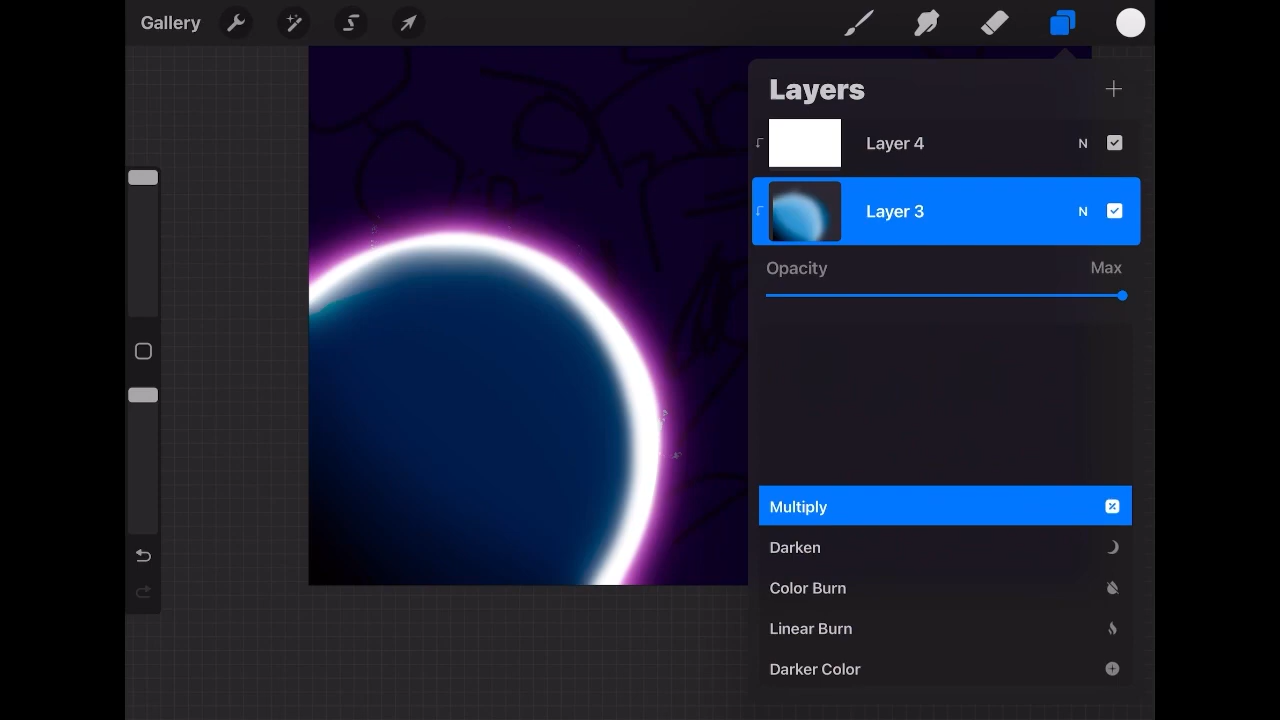 Gallery
Layers
Layer 4 N
Layer 3 N
Opacity Max
Multiply
Darken
Color Burn
Linear Burn
Darker Color